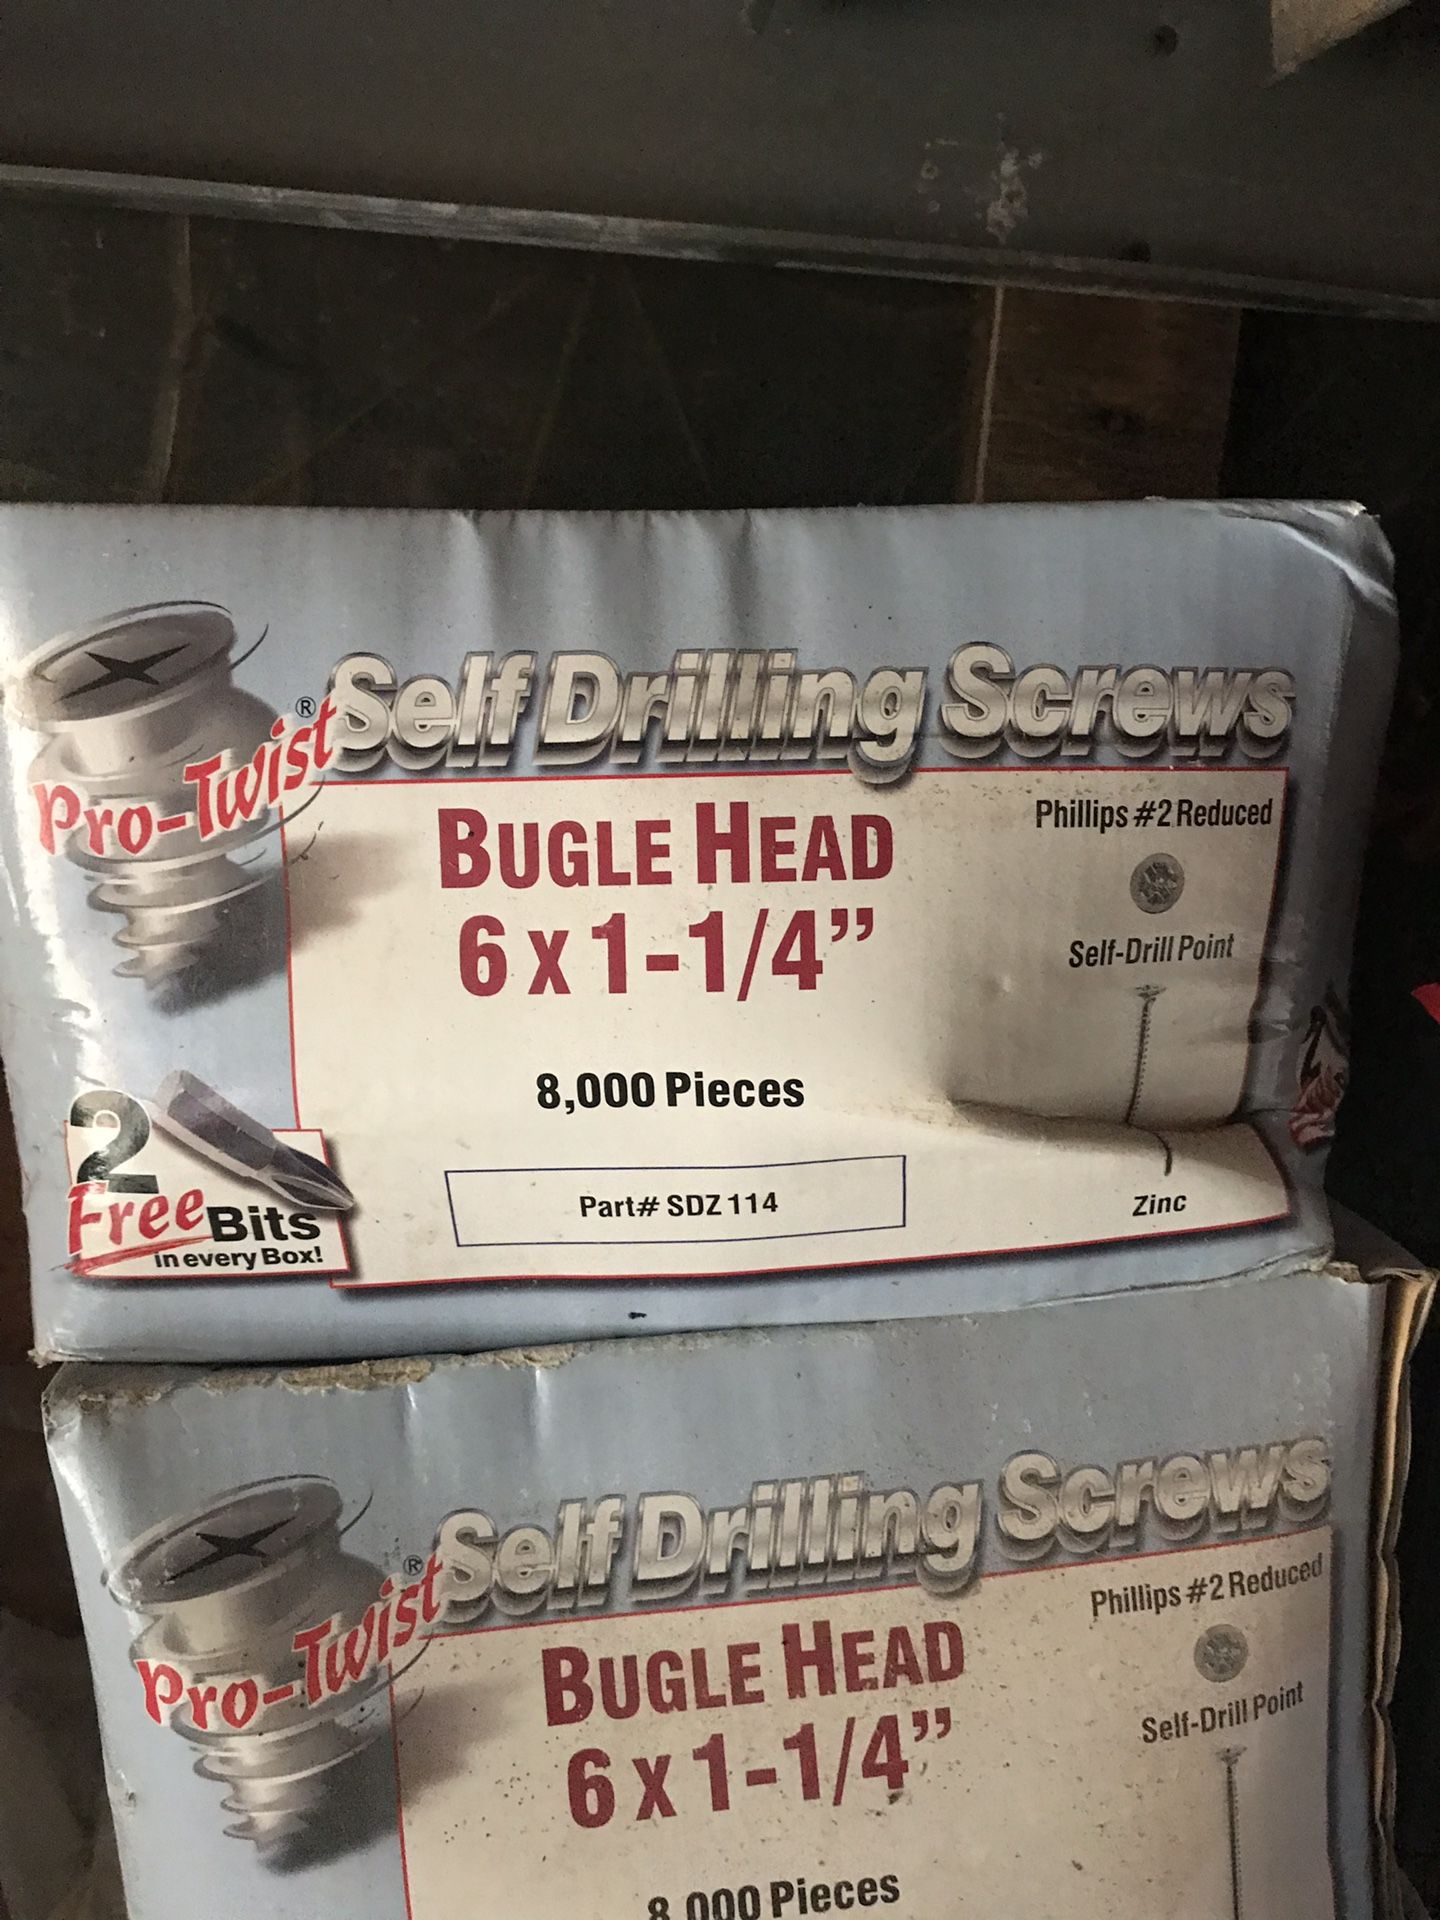 Pro-Twist® Self Drilling Screws
BUGLE HEAD
6 x 1-1/4”
8,000 Pieces
Part# SDZ 114
Phillips #2 Reduced
Self-Drill Point
Zinc
2
Free Bits
in every Box!
Pro-Twist® Self Drilling Screws
BUGLE HEAD
6 x 1-1/4”
8,000 Pieces
Phillips #2 Reduced
Self-Drill Point